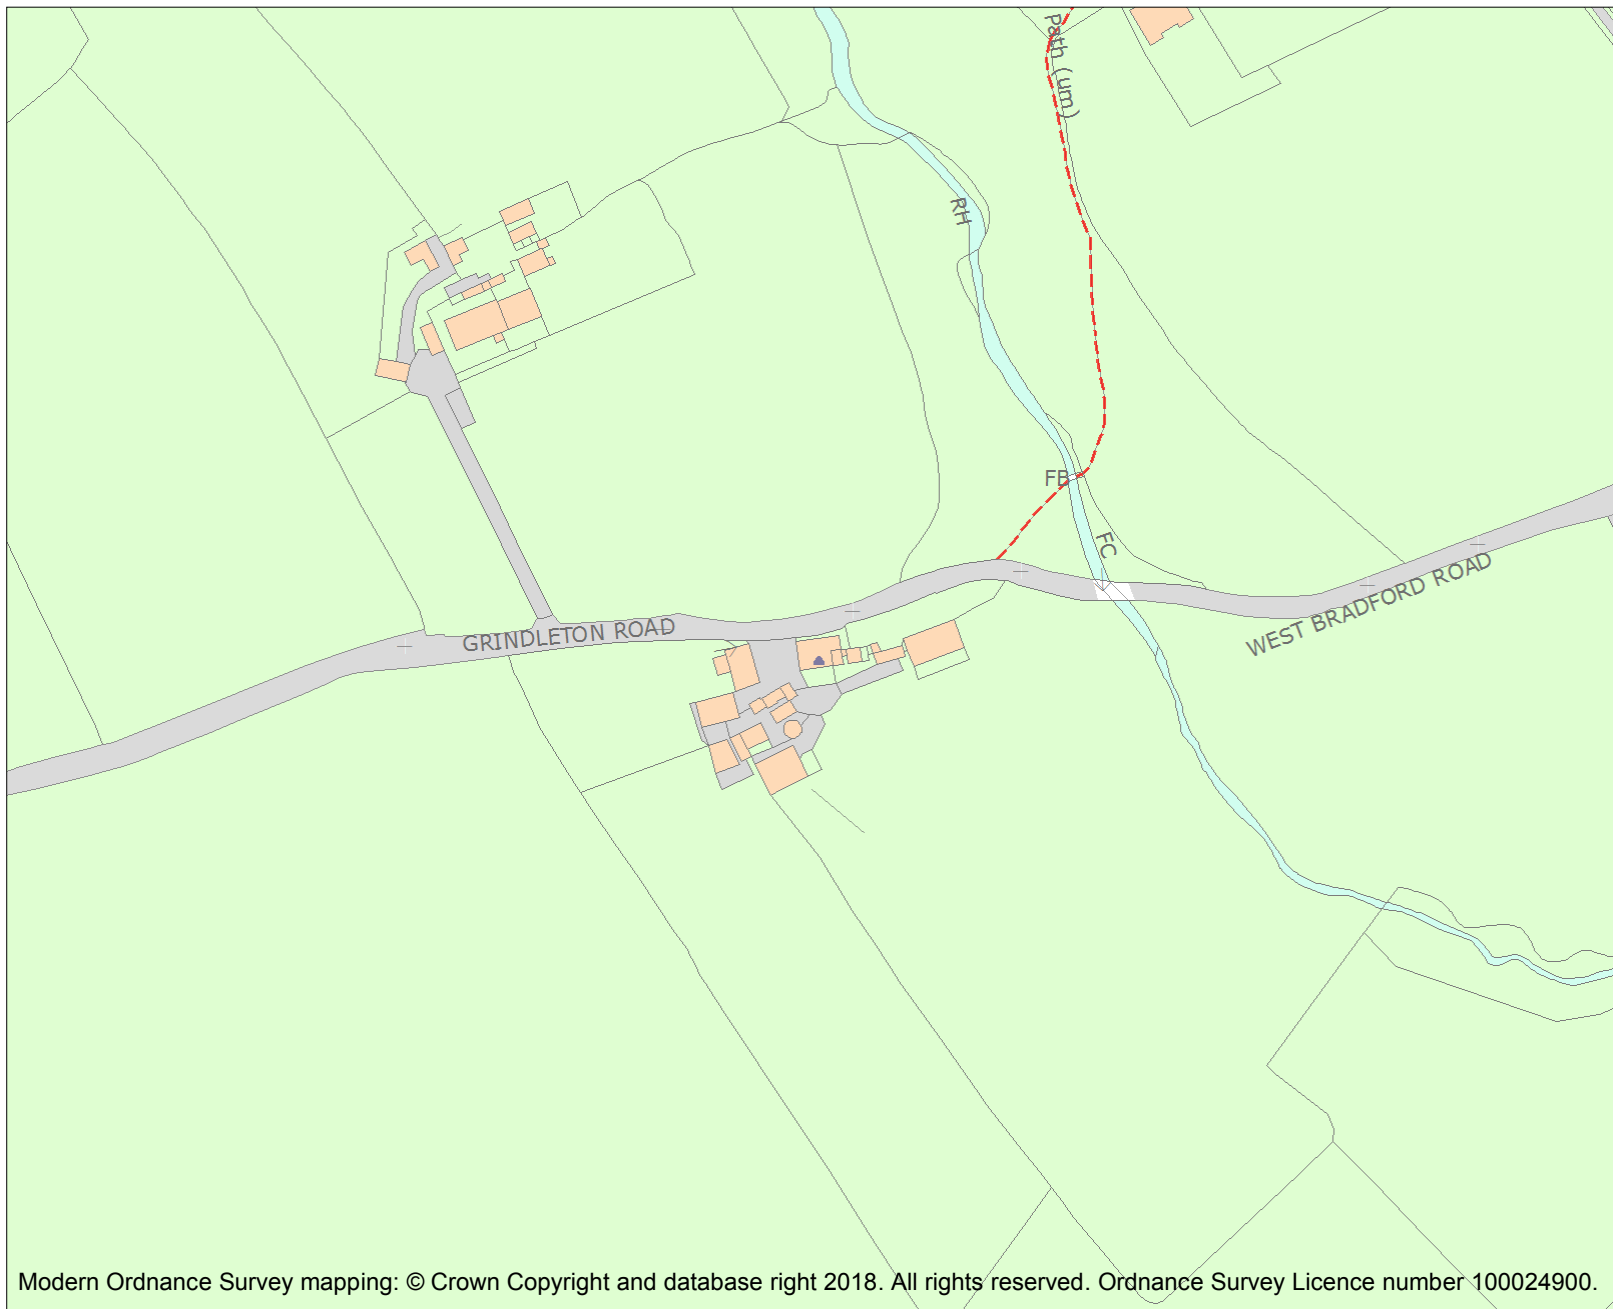 Path (um)
RH
FB
FC
WEST BRADFORD ROAD
GRINDLETON ROAD
Modern Ordnance Survey mapping: © Crown Copyright and database right 2018. All rights reserved. Ordnance Survey Licence number 100024900.